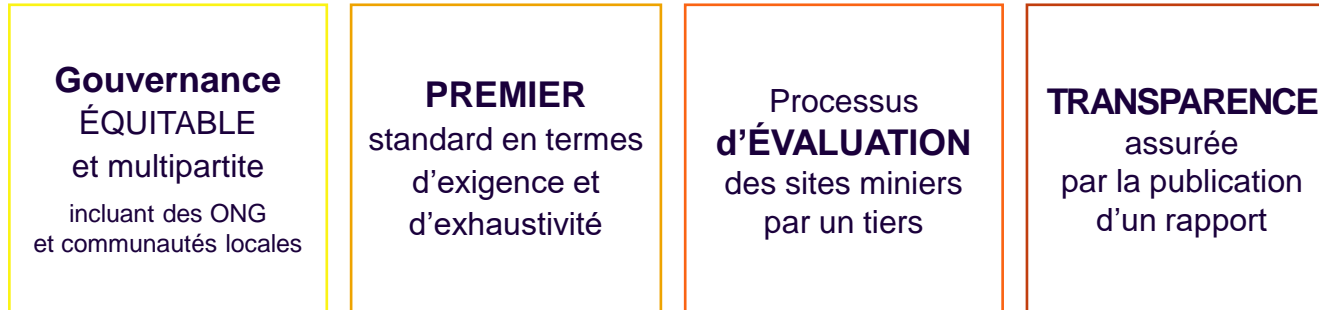 Gouvernance
ÉQUITABLE
et multipartite
incluant des ONG
et communautés locales
PREMIER
standard en termes
d’exigence et
d’exhaustivité
Processus
d’ÉVALUATION
des sites miniers
par un tiers
TRANSPARENCE
assurée
par la publication
d’un rapport